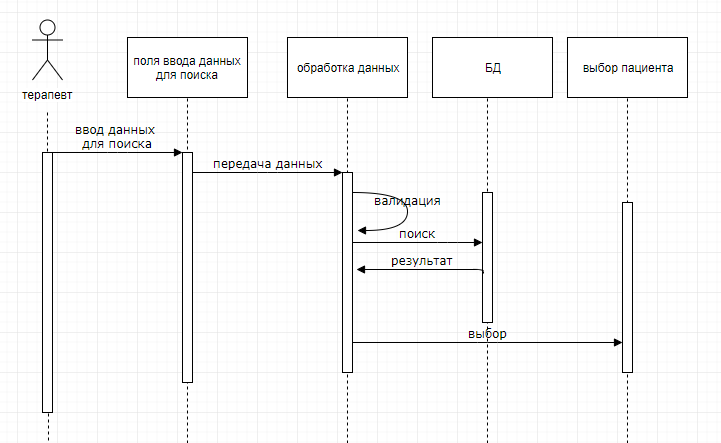 терапевт
поля ввода данных
для поиска
обработка данных
БД
выбор пациента
ввод данных
для поиска
передача данных
валидация
поиск
результат
выбор